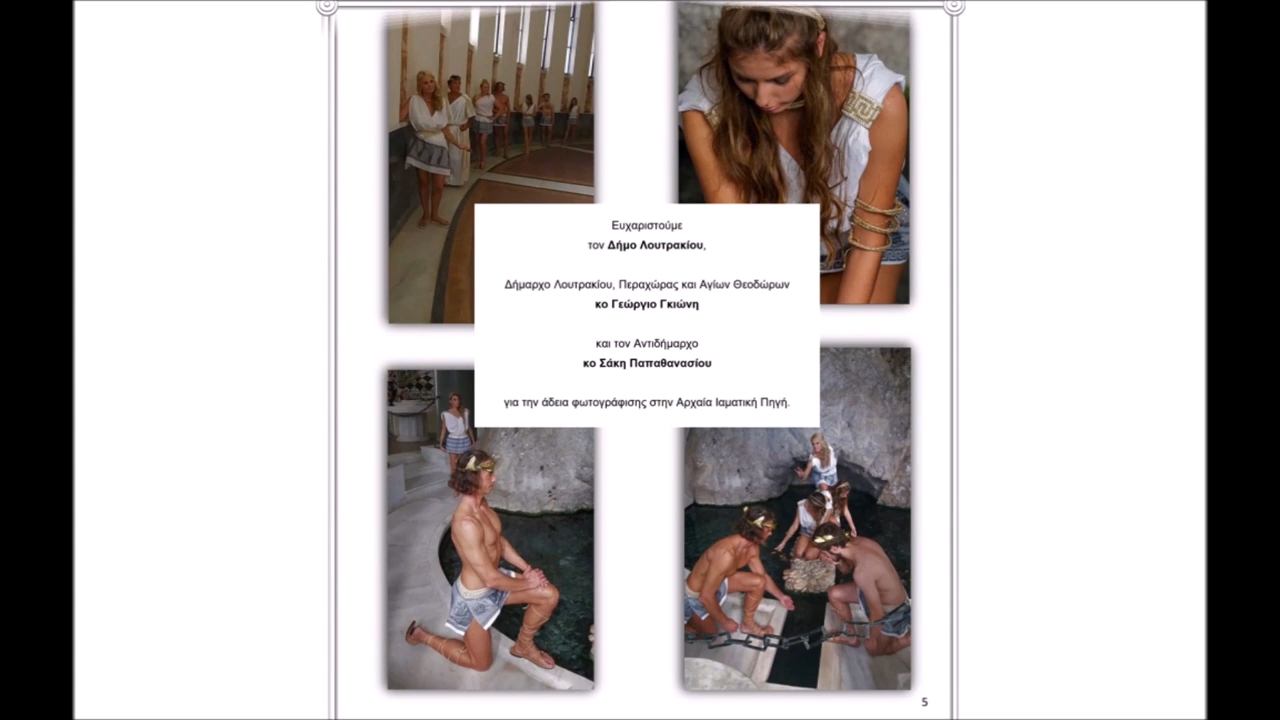 Ευχαριστούμε
τον Δήμο Λουτρακίου,
Δήμαρχο Λουτρακίου, Περαχώρας και Αγίων Θεοδώρων
κο Γεώργιο Γκιώνη
και τον Αντιδήμαρχο
κο Σάκη Παπαθανασίου
για την άδεια φωτογράφισης στην Αρχαία Ιαματική Πηγή.
5